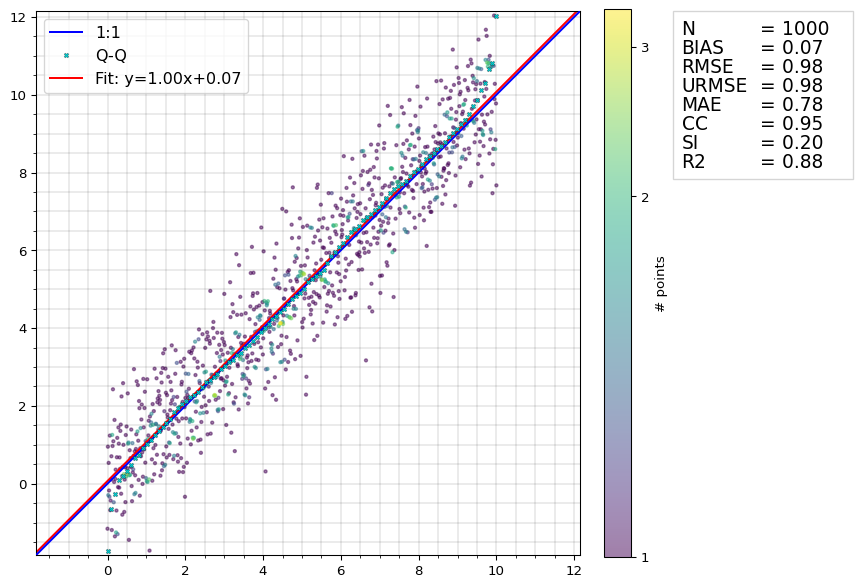 1:1
Q-Q
Fit: y=1.00x+0.07
12
10
8
6
4
2
0
0 2 4 6 8 10 12
3
2
1
# points
N = 1000
BIAS = 0.07
RMSE = 0.98
URMSE = 0.98
MAE = 0.78
CC = 0.95
SI = 0.20
R2 = 0.88